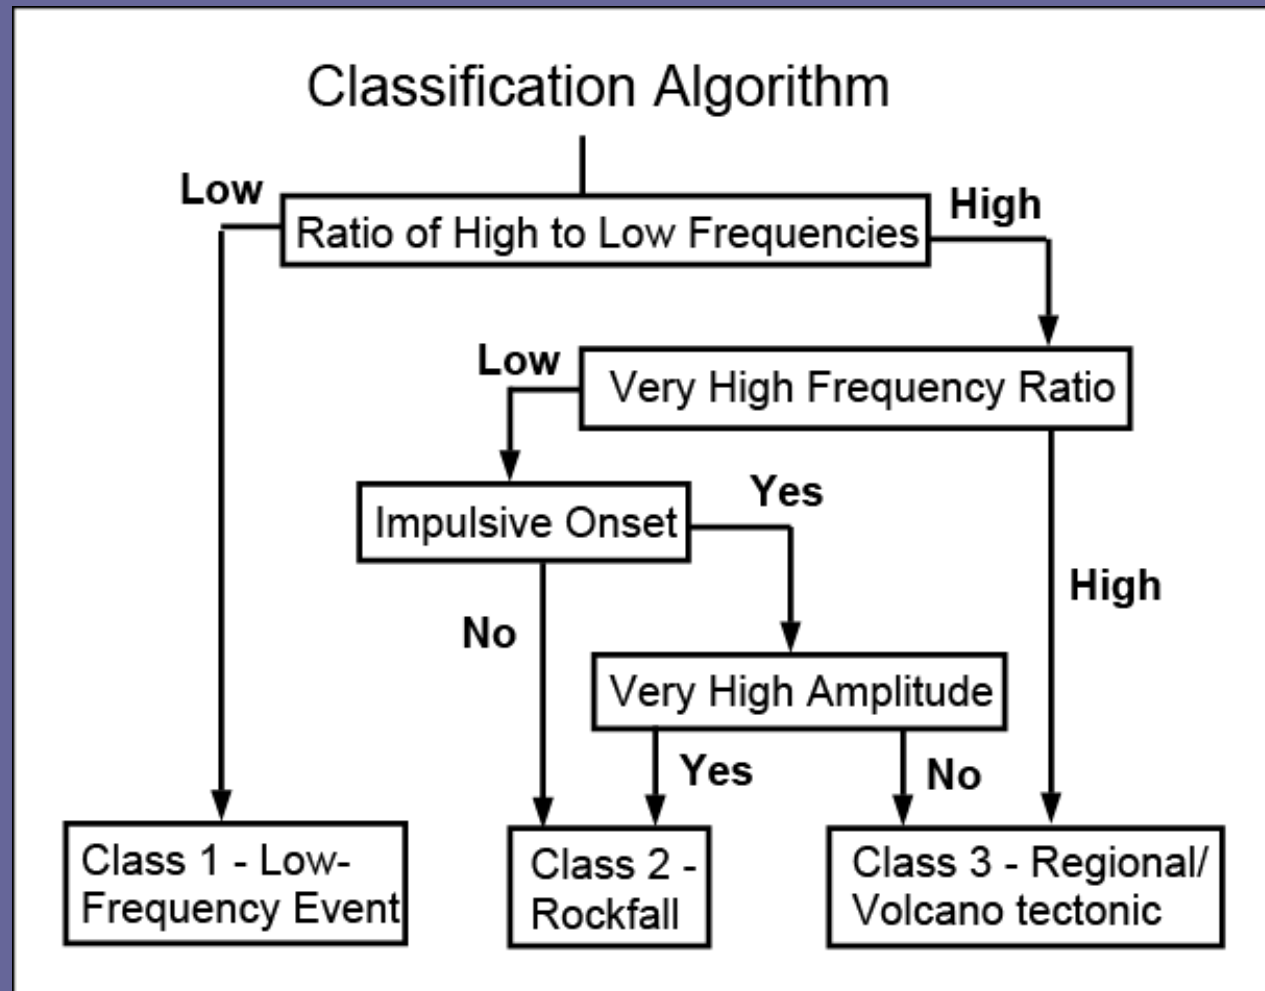 Classification Algorithm
Low
High
Ratio of High to Low Frequencies
Low
Very High Frequency Ratio
Yes
Impulsive Onset
High
No
Very High Amplitude
Yes
No
Class 1 - Low-
Frequency Event
Class 2 -
Rockfall
Class 3 - Regional/
Volcano tectonic